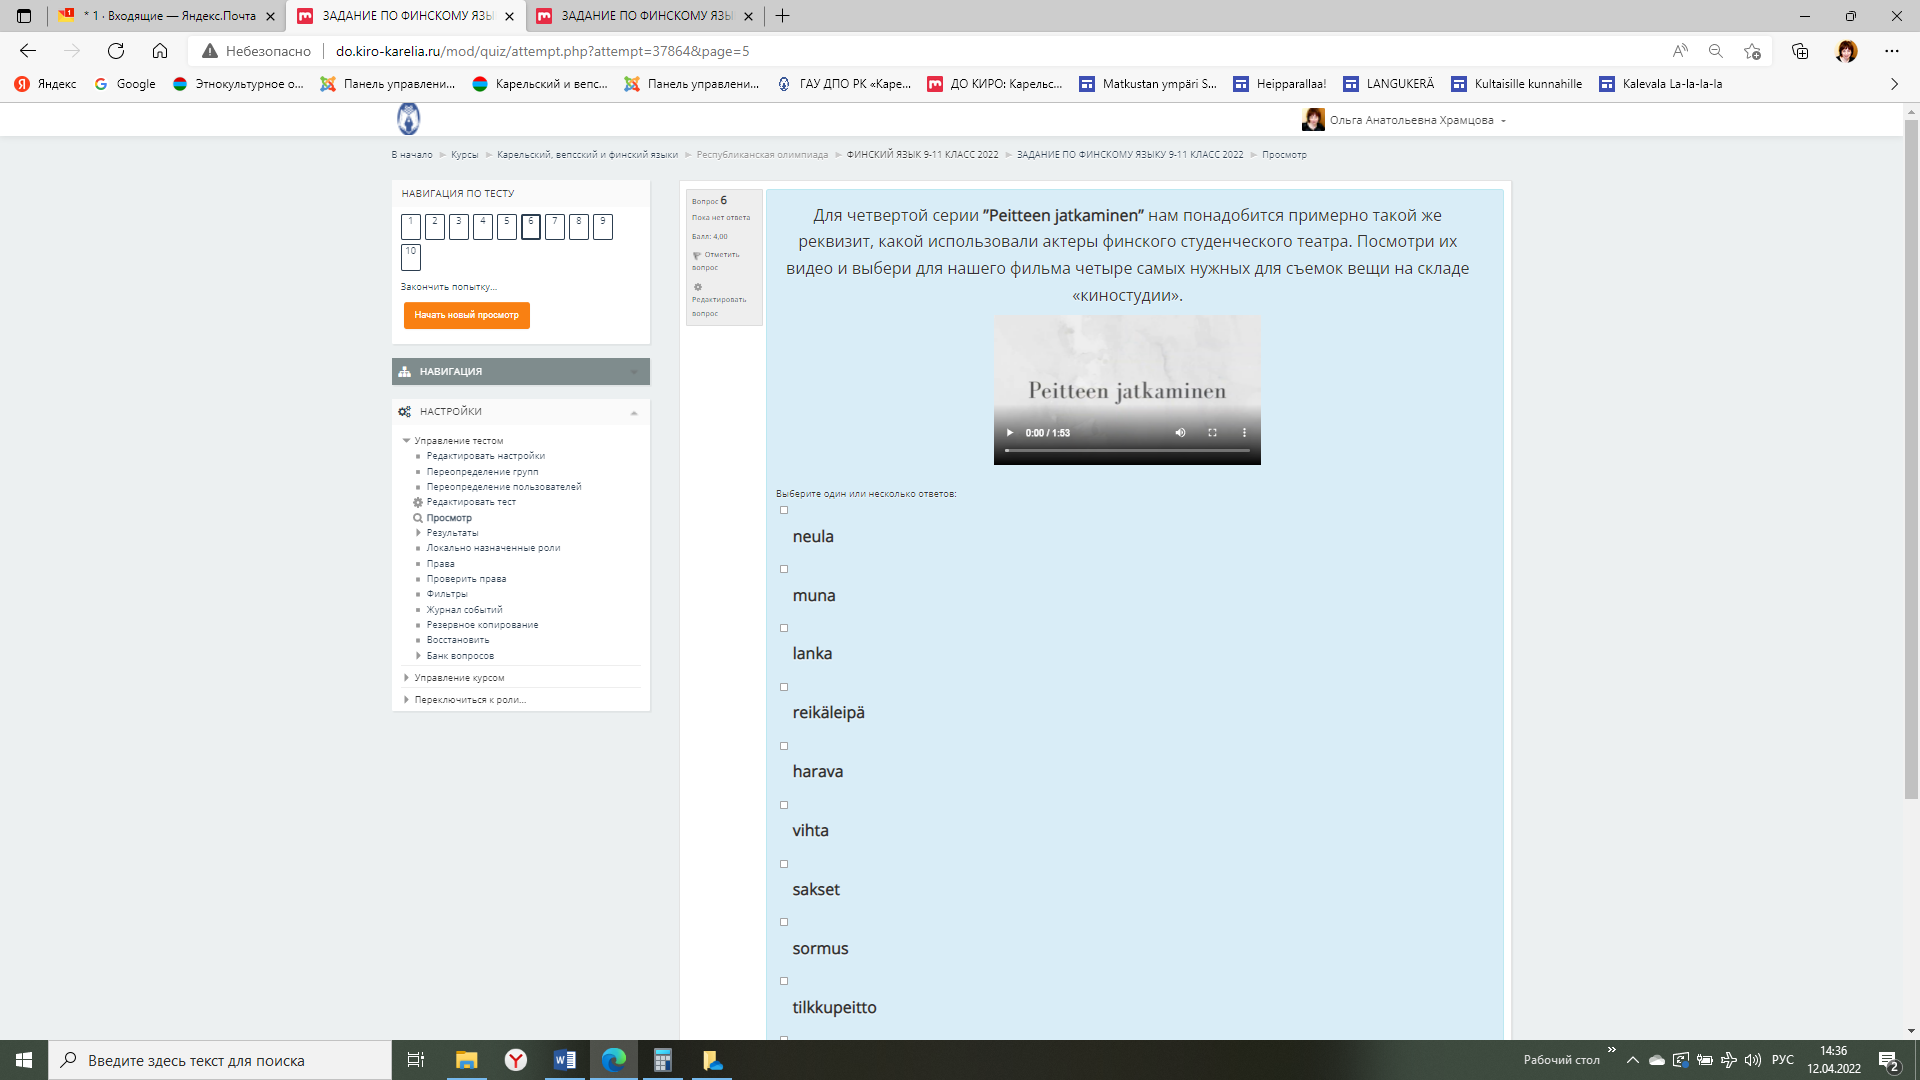 * 1 · Входящие — Яндекс.Почта
ЗАДАНИЕ ПО ФИНСКОМУ ЯЗЫ
ЗАДАНИЕ ПО ФИНСКОМУ ЯЗЫ
Небезопасно
do.kiro-karelia.ru/mod/quiz/attempt.php?attempt=37864&page=5
Яндекс
Google
Этнокультурное о...
Панель управлени...
Карельский и вепс...
Панель управлени...
ГАУ ДПО РК «Каре...
ДО КИРО: Карельс...
Matkustan ympäri S...
Heipparallaa!
LANGUKERÄ
Kultaisille kunnahille
Kalevala La-la-la-la
Ольга Анатольевна Храмцова
В начало
Курсы
Карельский, вепсский и финский языки
Республиканская олимпиада
ФИНСКИЙ ЯЗЫК 9-11 КЛАСС 2022
ЗАДАНИЕ ПО ФИНСКОМУ ЯЗЫКУ 9-11 КЛАСС 2022
Просмотр
НАВИГАЦИЯ ПО ТЕСТУ
1 2 3 4 5 6 7 8 9
10
Закончить попытку...
Начать новый просмотр
НАВИГАЦИЯ
НАСТРОЙКИ
Управление тестом
Редактировать настройки
Переопределение групп
Переопределение пользователей
Редактировать тест
Просмотр
Результаты
Локально назначенные роли
Права
Проверить права
Фильтры
Журнал событий
Резервное копирование
Восстановить
Банк вопросов
Управление курсом
Переключиться к роли...
Вопрос 6
Пока нет ответа
Балл: 4,00
Отметить
вопрос
Редактировать
вопрос
Для четвертой серии ”Peitteen jatkaminen” нам понадобится примерно такой же
реквизит, какой использовали актеры финского студенческого театра. Посмотри их
видео и выбери для нашего фильма четыре самых нужных для съемок вещи на складе
«киностудии».
Peitteen jatkaminen
0:00 / 1:53
Выберите один или несколько ответов:
neula
muna
lanka
reikäleipä
harava
vihta
sakset
sormus
tilkkupeitto
Введите здесь текст для поиска
Рабочий стол
РУС
14:36
12.04.2022
2